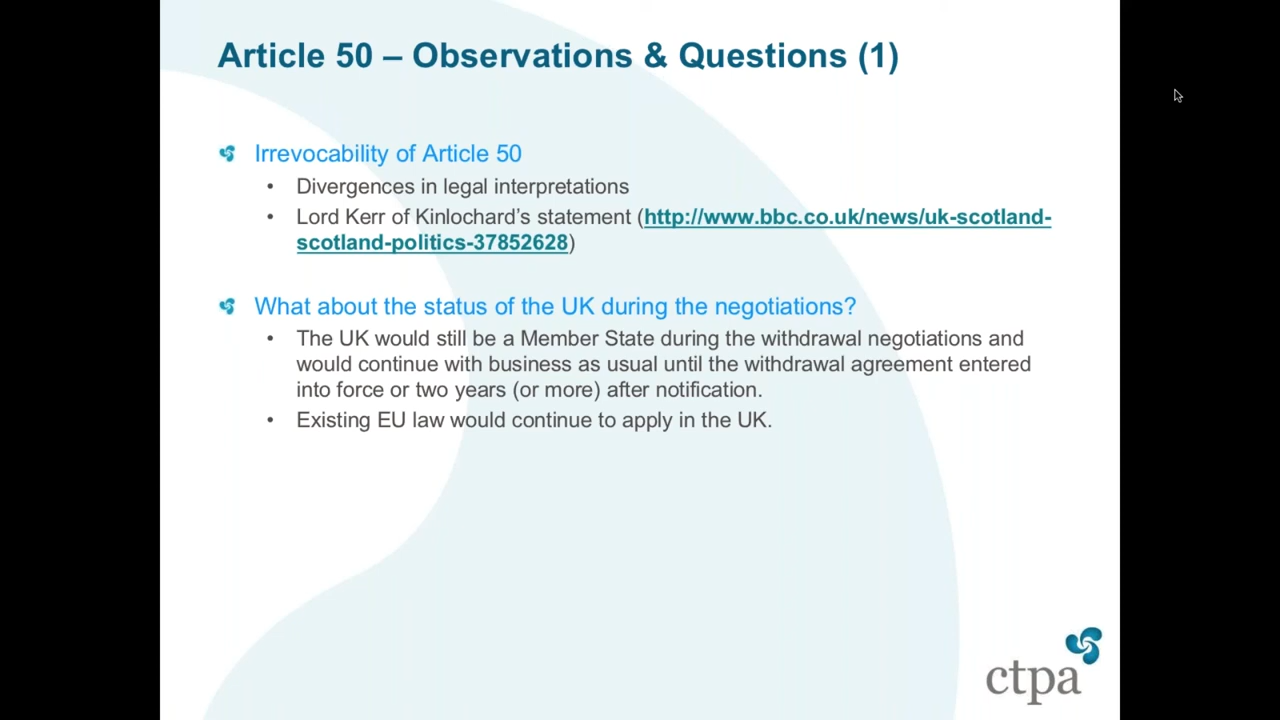 Article 50 – Observations & Questions (1)
Irrevocability of Article 50
• Divergences in legal interpretations
• Lord Kerr of Kinlochard’s statement (http://www.bbc.co.uk/news/uk-scotland-
scotland-politics-37852628)
What about the status of the UK during the negotiations?
• The UK would still be a Member State during the withdrawal negotiations and
would continue with business as usual until the withdrawal agreement entered
into force or two years (or more) after notification.
• Existing EU law would continue to apply in the UK.
ctpa